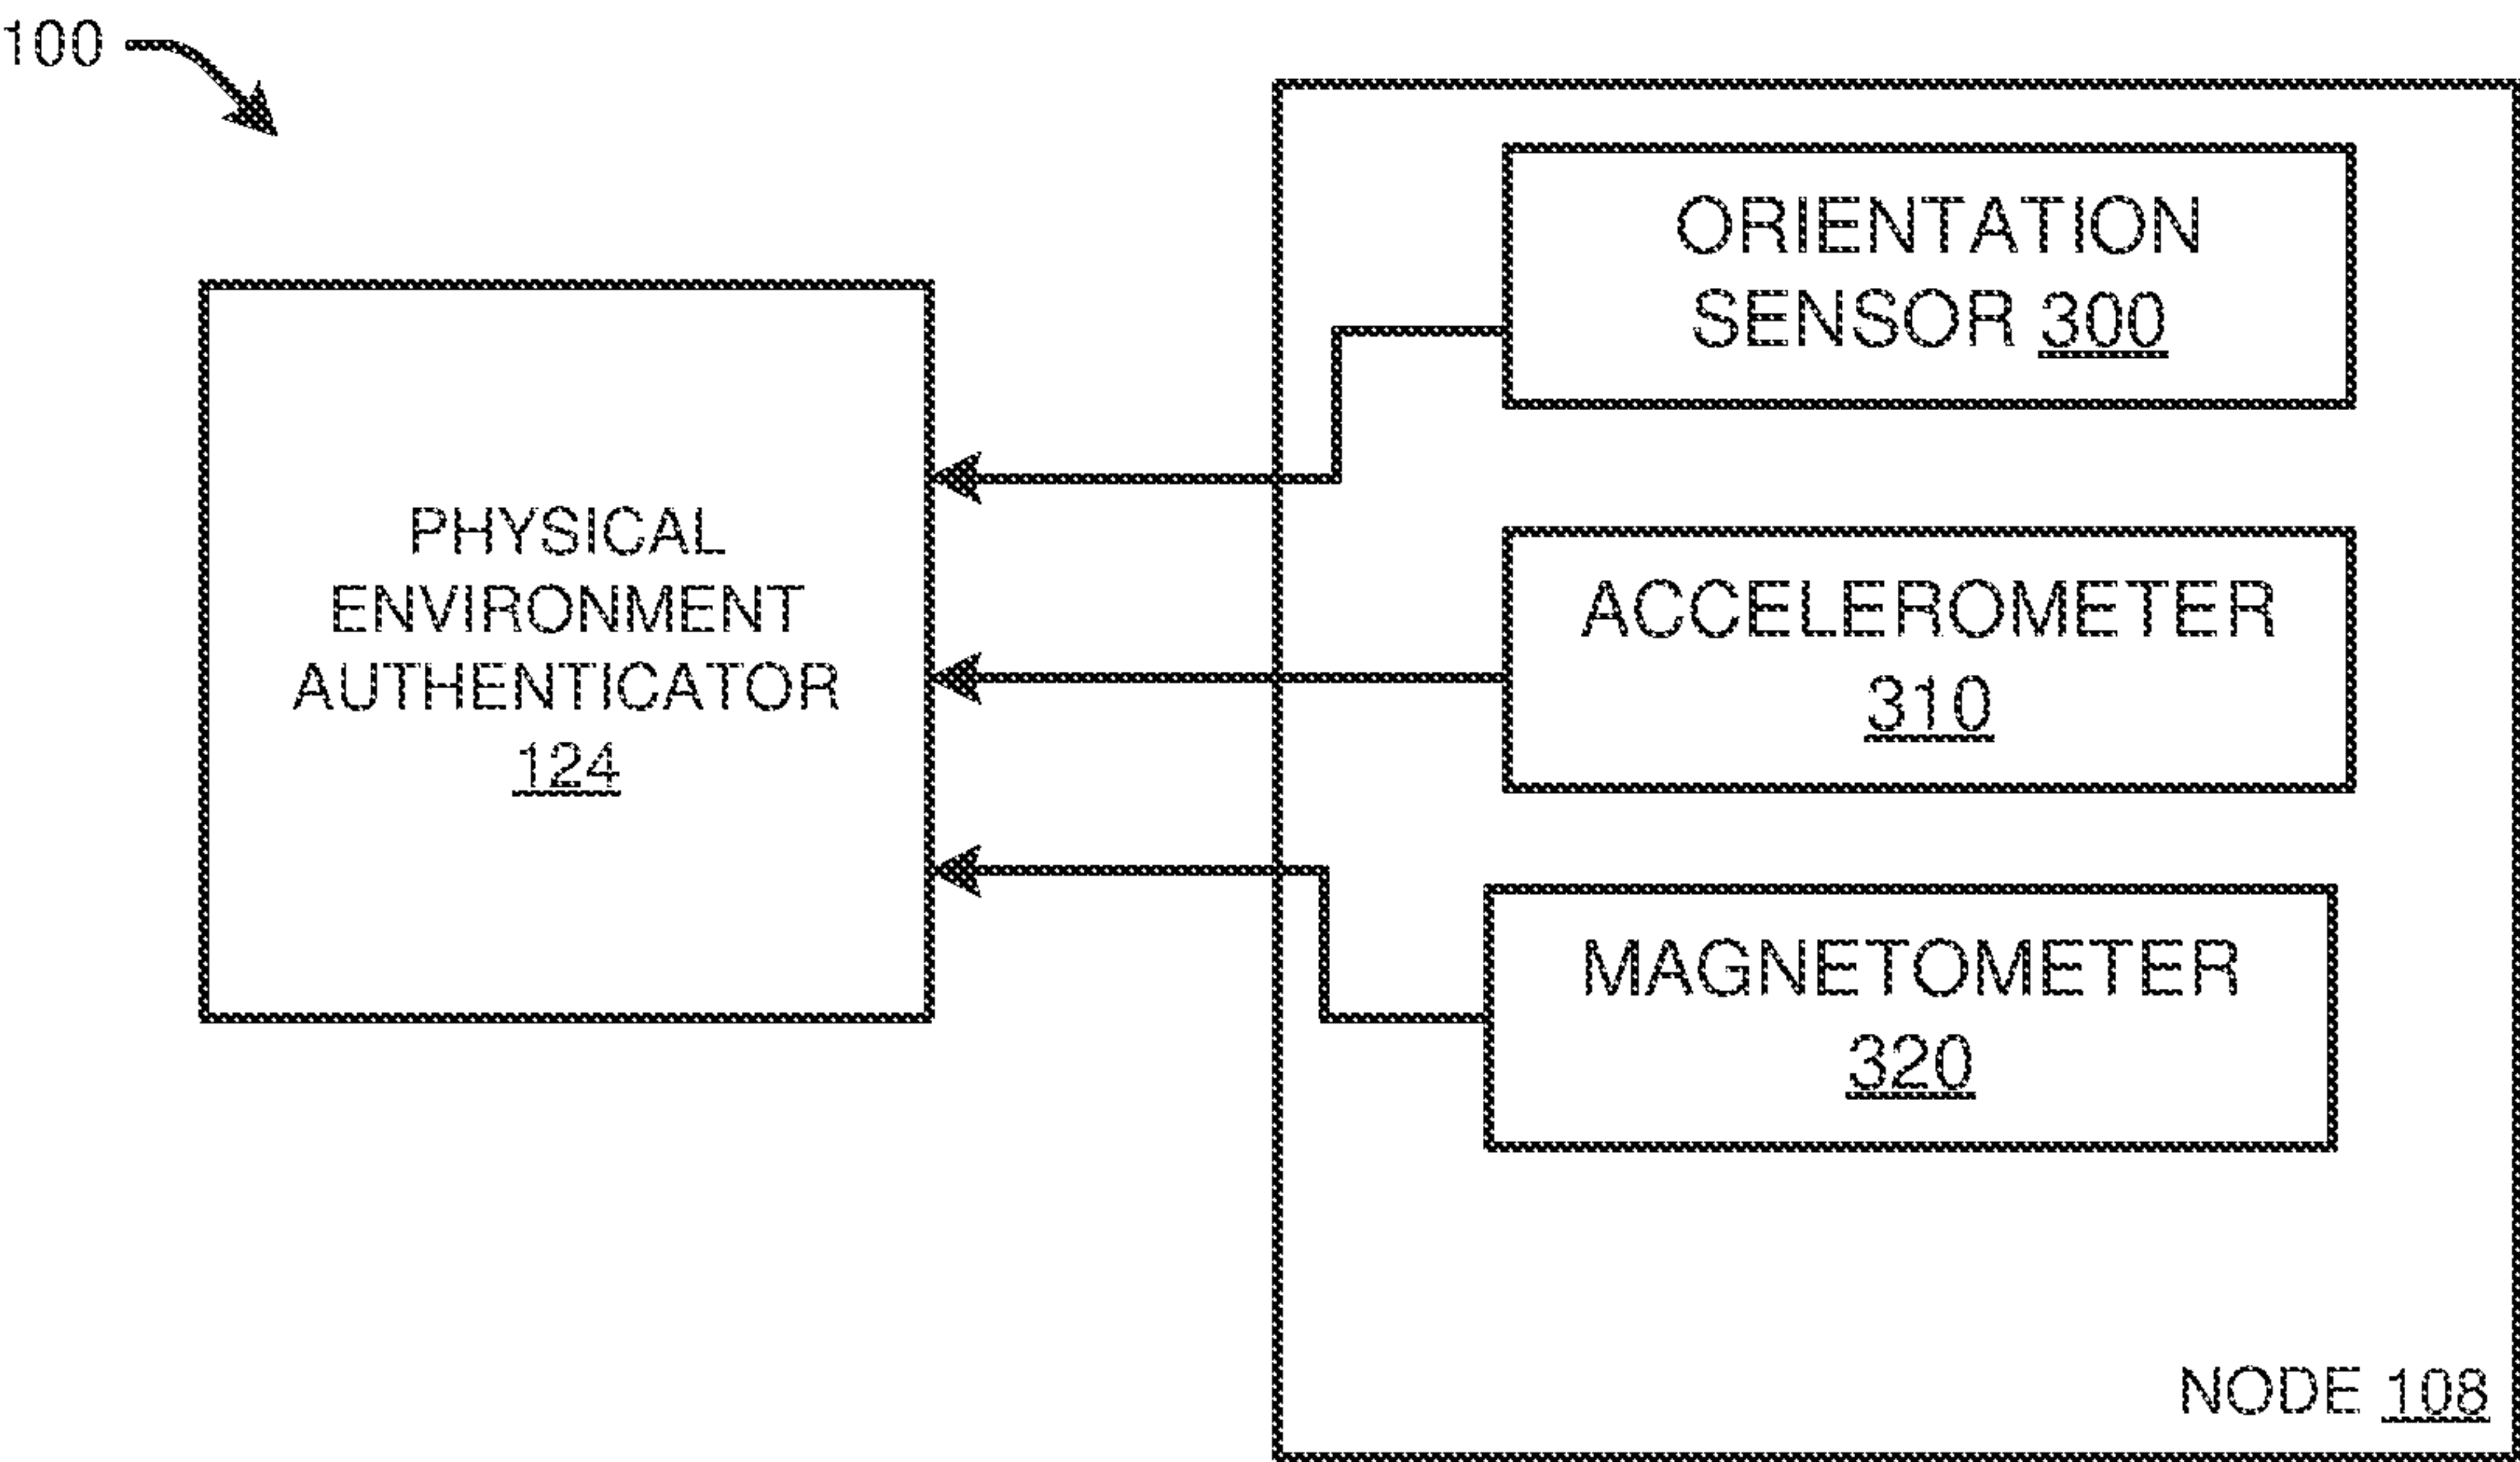 100
ORIENTATION
SENSOR 300
PHYSICAL
ENVIRONMENT
AUTHENTICATOR
124
ACCELEROMETER
310
MAGNETOMETER
320
NODE 108